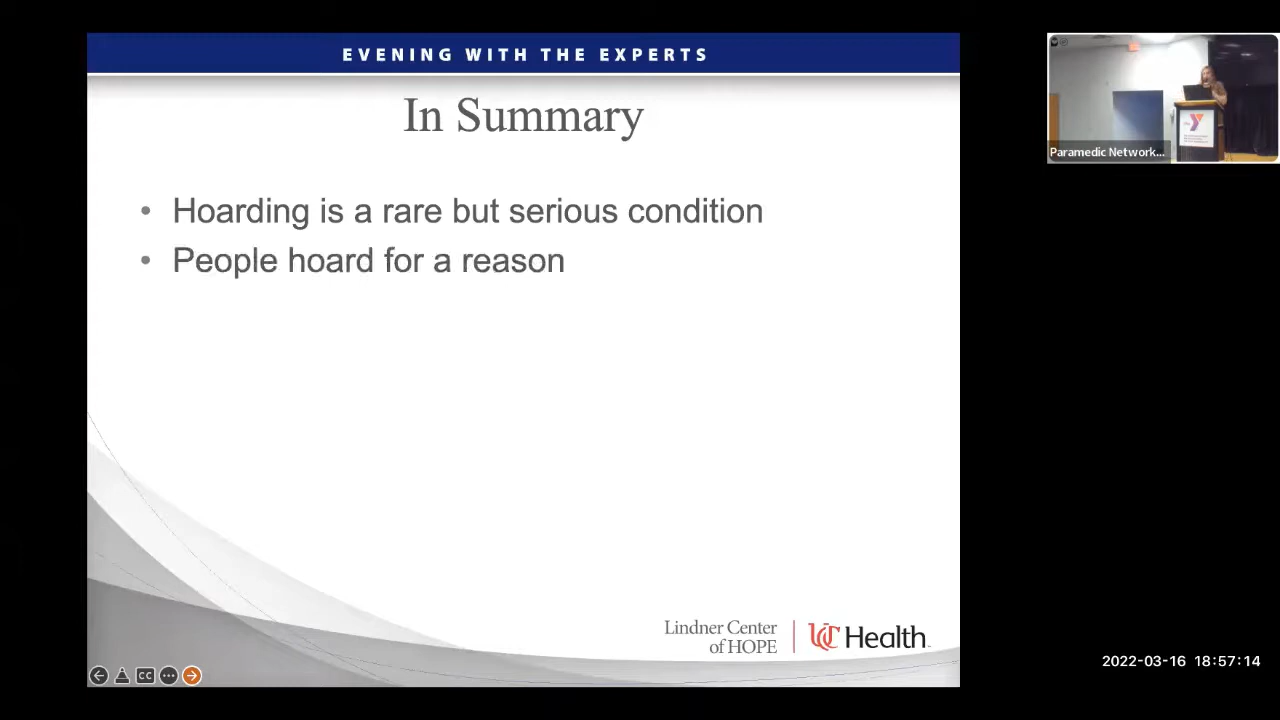 EVENING WITH THE EXPERTS
In Summary
• Hoarding is a rare but serious condition
• People hoard for a reason
Lindner Center
of HOPE
UC Health
CC
Y
Paramedic Network...
2022-03-16 18:57:14